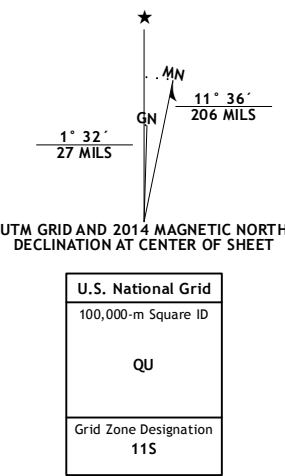 ★
MN
GN
11° 36´
206 MILS
1° 32´
27 MILS
UTM GRID AND 2014 MAGNETIC NORTH
DECLINATION AT CENTER OF SHEET
U.S. National Grid
100,000-m Square ID
QU
Grid Zone Designation
11S